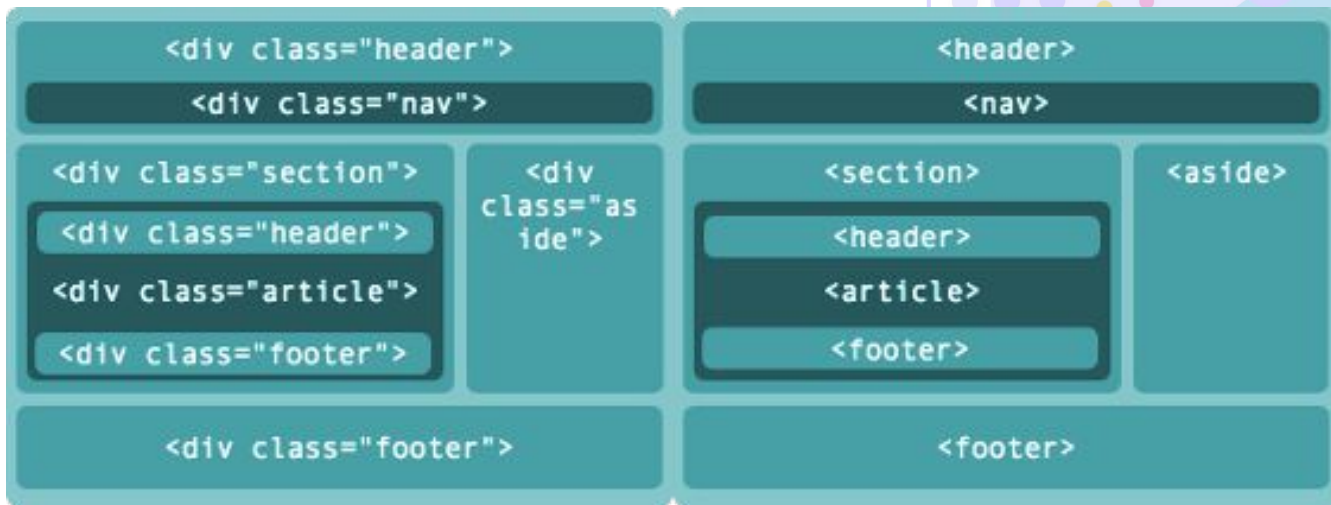 <div class="header">
<div class="nav">
<div class="section">
<div class="header">
<div class="article">
<div class="footer">
<div
class="as
ide">
<div class="footer">
<header>
<nav>
<section>
<header>
<article>
<footer>
<aside>
<footer>